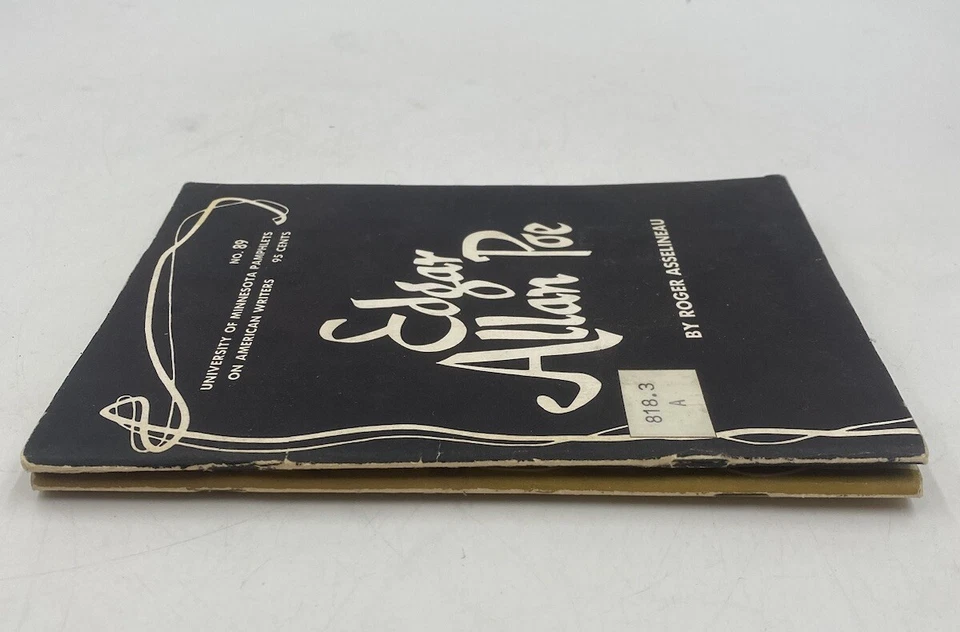 UNIVERSITY OF MINNESOTA PAMPHLETS
ON AMERICAN WRITERS
NO. 89
95 CENTS
Edgar
Allan Poe
BY ROGER ASSELINEAU
818.3
A